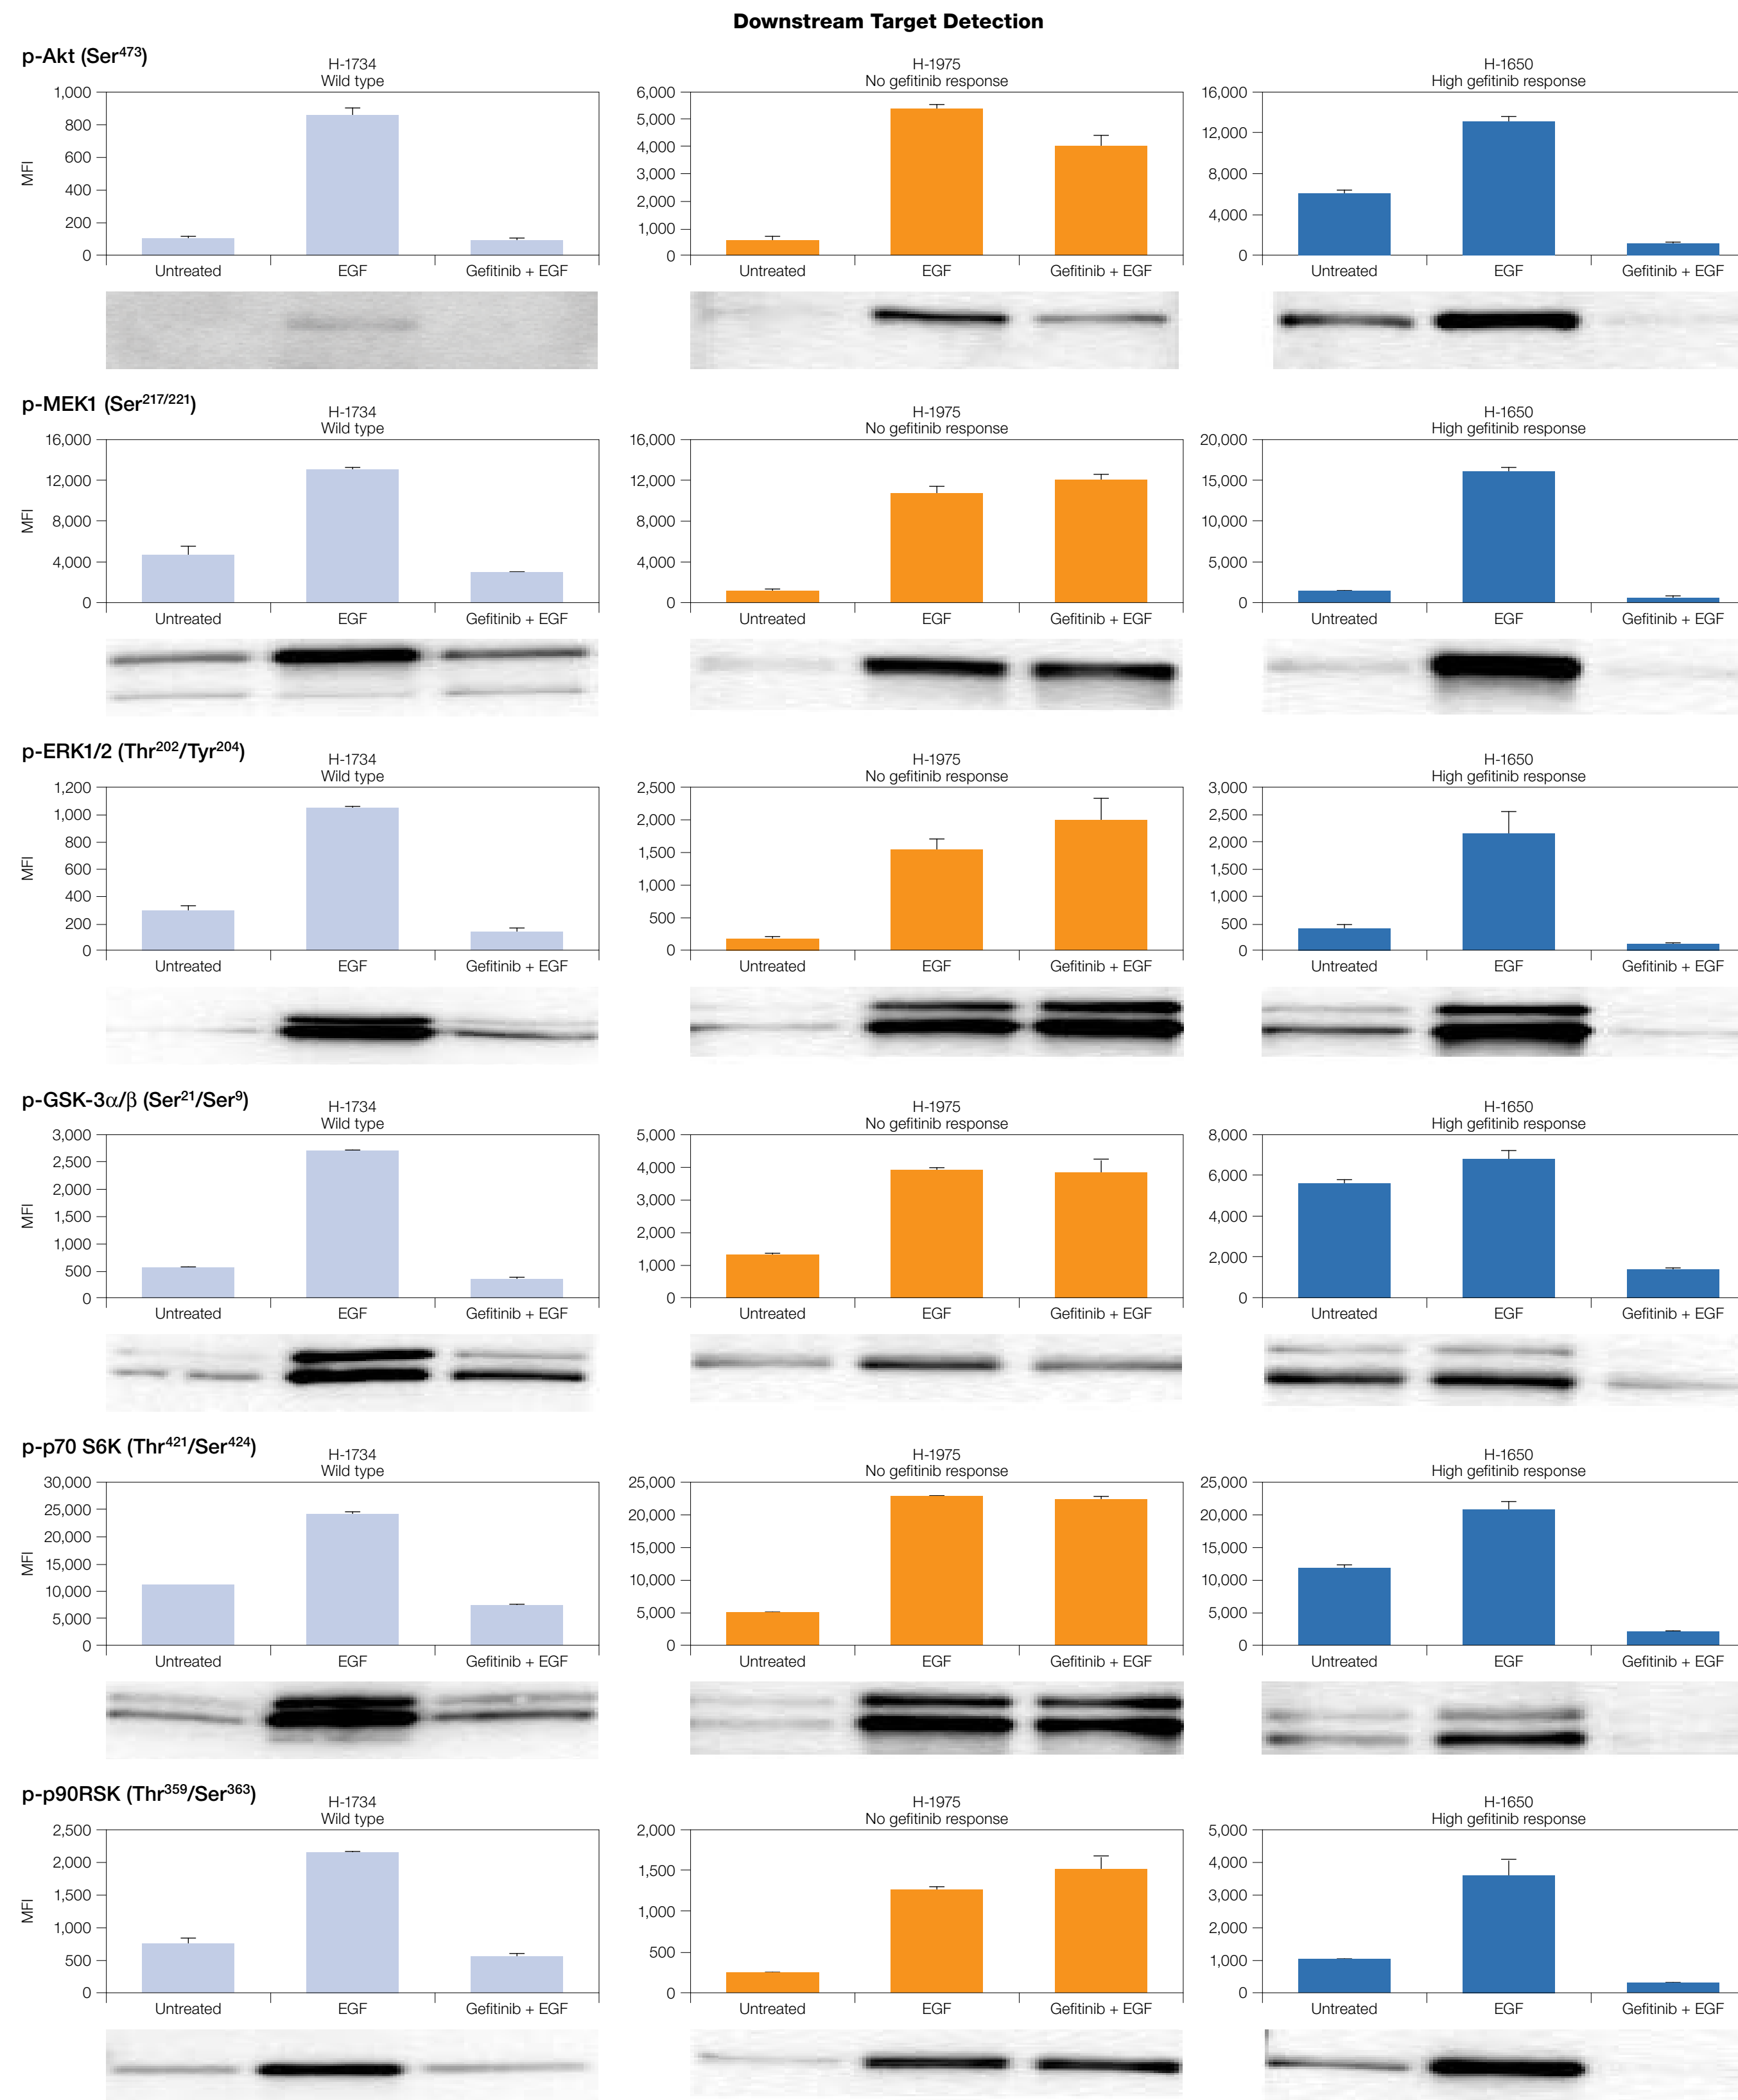 Downstream Target Detection
p-Akt (Ser473)
H-1734
Wild type
H-1975
No gefitinib response
H-1650
High gefitinib response
MFI
1,000
800
600
400
200
0
Untreated EGF Gefitinib + EGF
6,000
5,000
4,000
3,000
2,000
1,000
0
Untreated EGF Gefitinib + EGF
16,000
12,000
8,000
4,000
0
Untreated EGF Gefitinib + EGF
p-MEK1 (Ser217/221)
H-1734
Wild type
H-1975
No gefitinib response
H-1650
High gefitinib response
MFI
16,000
12,000
8,000
4,000
0
Untreated EGF Gefitinib + EGF
16,000
12,000
8,000
4,000
0
Untreated EGF Gefitinib + EGF
20,000
15,000
10,000
5,000
0
Untreated EGF Gefitinib + EGF
p-ERK1/2 (Thr202/Tyr204)
H-1734
Wild type
H-1975
No gefitinib response
H-1650
High gefitinib response
MFI
1,200
1,000
800
600
400
200
0
Untreated EGF Gefitinib + EGF
2,500
2,000
1,500
1,000
500
0
Untreated EGF Gefitinib + EGF
3,000
2,500
2,000
1,500
1,000
500
0
Untreated EGF Gefitinib + EGF
p-GSK-3α/β (Ser21/Ser9)
H-1734
Wild type
H-1975
No gefitinib response
H-1650
High gefitinib response
MFI
3,000
2,500
2,000
1,500
1,000
500
0
Untreated EGF Gefitinib + EGF
5,000
4,000
3,000
2,000
1,000
0
Untreated EGF Gefitinib + EGF
8,000
6,000
4,000
2,000
0
Untreated EGF Gefitinib + EGF
p-p70 S6K (Thr421/Ser424)
H-1734
Wild type
H-1975
No gefitinib response
H-1650
High gefitinib response
MFI
30,000
25,000
20,000
15,000
10,000
5,000
0
Untreated EGF Gefitinib + EGF
25,000
20,000
15,000
10,000
5,000
0
Untreated EGF Gefitinib + EGF
25,000
20,000
15,000
10,000
5,000
0
Untreated EGF Gefitinib + EGF
p-p90RSK (Thr359/Ser363)
H-1734
Wild type
H-1975
No gefitinib response
H-1650
High gefitinib response
MFI
2,500
2,000
1,500
1,000
500
0
Untreated EGF Gefitinib + EGF
2,000
1,500
1,000
500
0
Untreated EGF Gefitinib + EGF
5,000
4,000
3,000
2,000
1,000
0
Untreated EGF Gefitinib + EGF